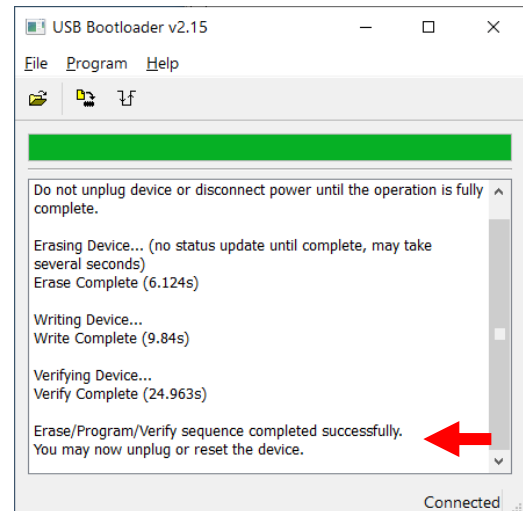 USB Bootloader v2.15
File Program Help
Do not unplug device or disconnect power until the operation is fully
complete.
Erasing Device... (no status update until complete, may take
several seconds)
Erase Complete (6.124s)
Writing Device...
Write Complete (9.84s)
Verifying Device...
Verify Complete (24.963s)
Erase/Program/Verify sequence completed successfully.
You may now unplug or reset the device.
Connected